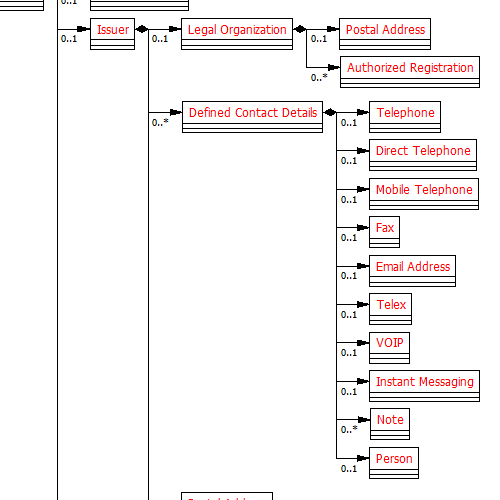 0..1
Issuer
0..1
Legal Organization
0..1
Postal Address
0..1
0..*
Authorized Registration
Defined Contact Details
0..*
Telephone
0..1
Direct Telephone
0..1
Mobile Telephone
0..1
Fax
0..1
Email Address
0..1
Telex
0..1
VOIP
0..1
Instant Messaging
0..1
Note
0..*
Person
0..1